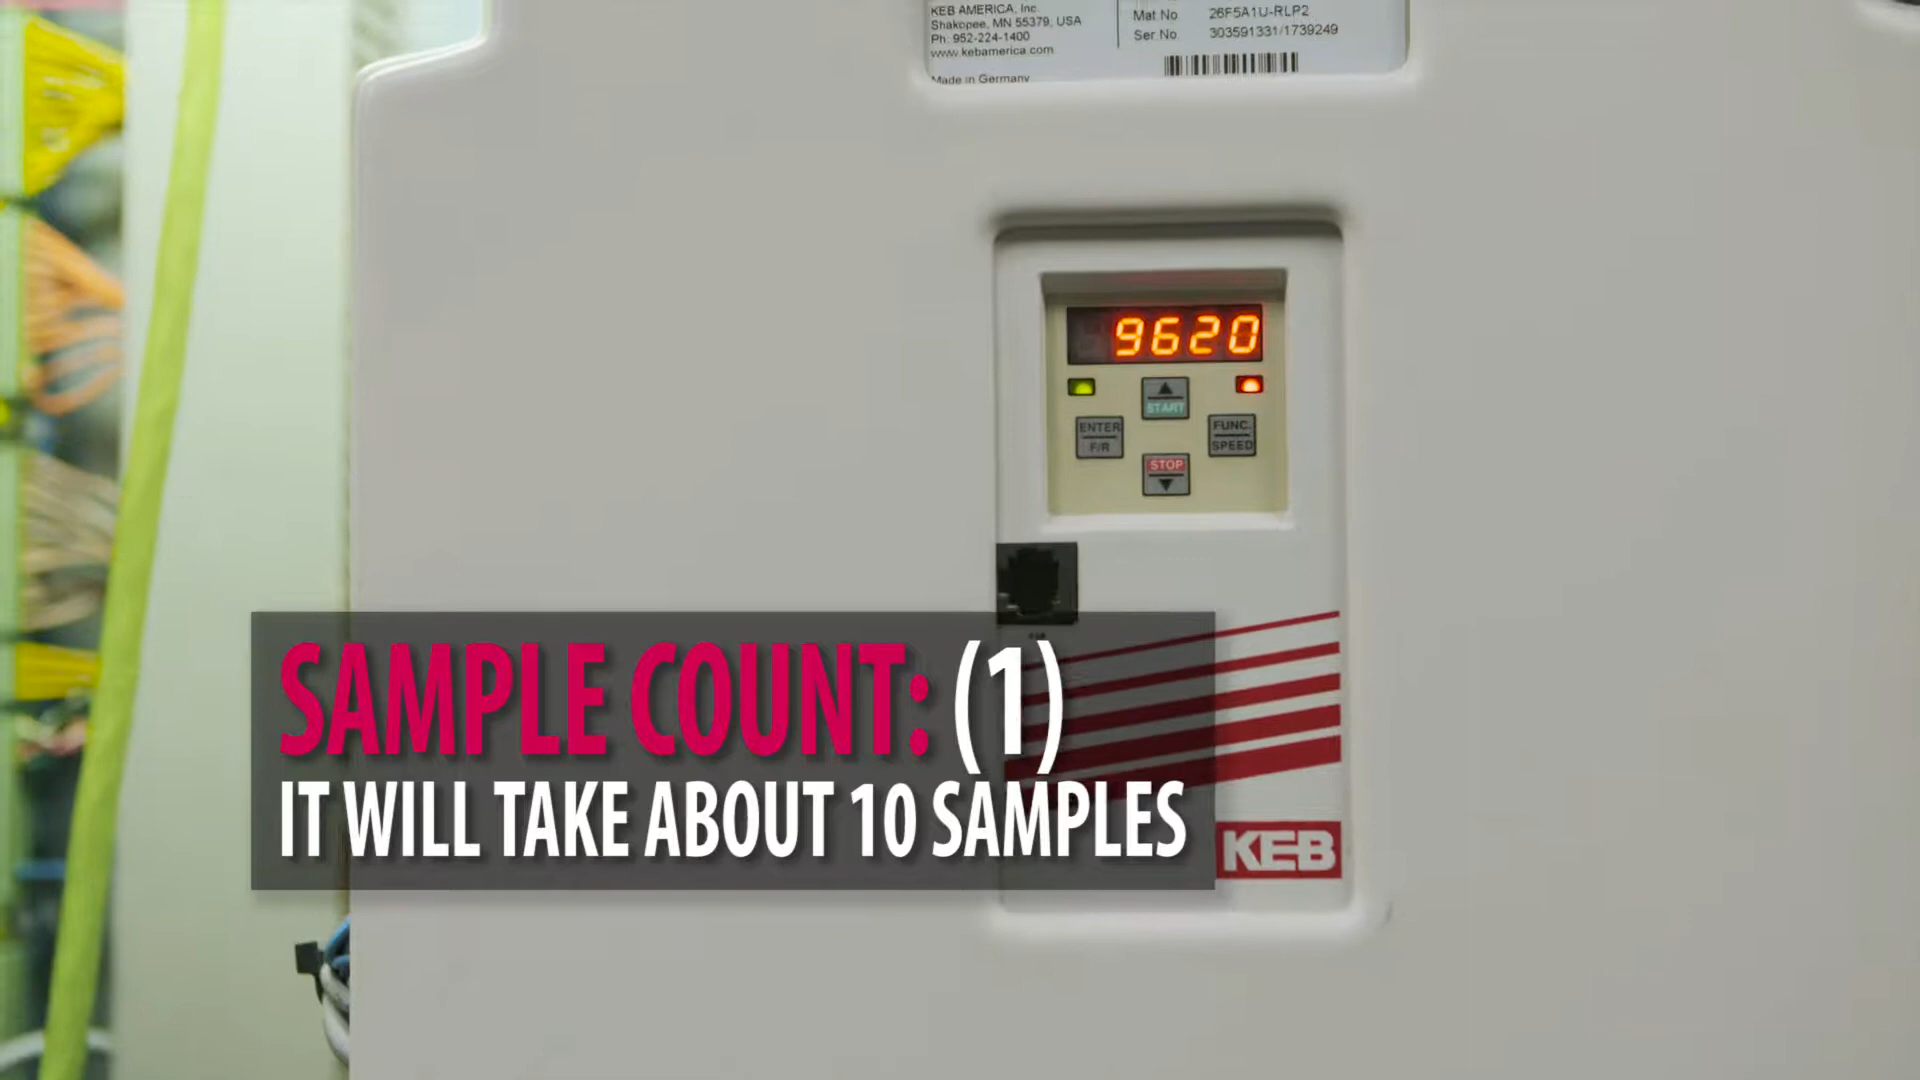 KEB AMERICA, Inc.
Shakopee, MN 55379, USA
Ph: 952-224-1400
www.kebamerica.com
Made in Germany
Mat.No 26F5A1U-RLP2
Ser.No 303591331/1739249
9620
START
ENTER
F/R
FUNC.
SPEED
STOP
SAMPLE COUNT: (1)
IT WILL TAKE ABOUT 10 SAMPLES
KEB